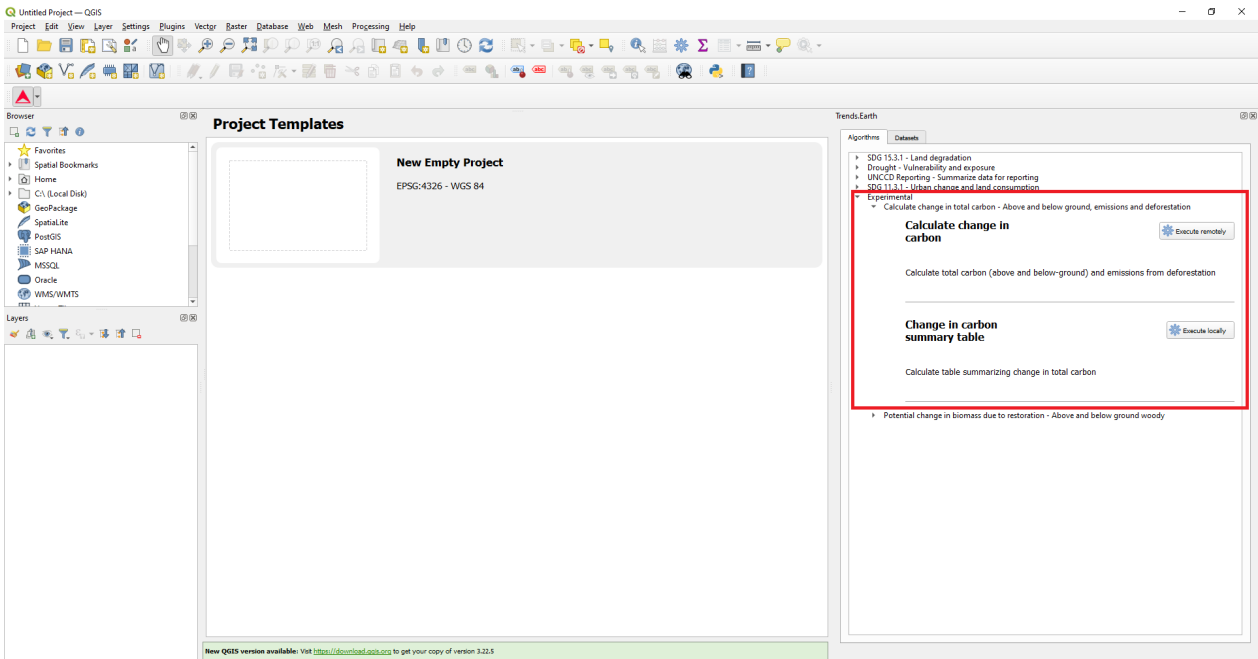 Untitled Project — QGIS
Project Edit View Layer Settings Plugins Vector Raster Database Web Mesh Processing Help
Browser
Favorites
Spatial Bookmarks
Home
C:\ (Local Disk)
GeoPackage
SpatiaLite
PostGIS
SAP HANA
MSSQL
Oracle
WMS/WMTS
Layers
Project Templates
New Empty Project
EPSG:4326 - WGS 84
New QGIS version available: Visit https://download.qgis.org to get your copy of version 3.22.5
Trends.Earth
Algorithms Datasets
SDG 15.3.1 - Land degradation
Drought - Vulnerability and exposure
UNCCD Reporting - Summarize data for reporting
SDG 11.3.1 - Urban change and land consumption
Experimental
Calculate change in total carbon - Above and below ground, emissions and deforestation
Calculate change in
carbon
Execute remotely
Calculate total carbon (above and below-ground) and emissions from deforestation
Change in carbon
summary table
Execute locally
Calculate table summarizing change in total carbon
Potential change in biomass due to restoration - Above and below ground woody